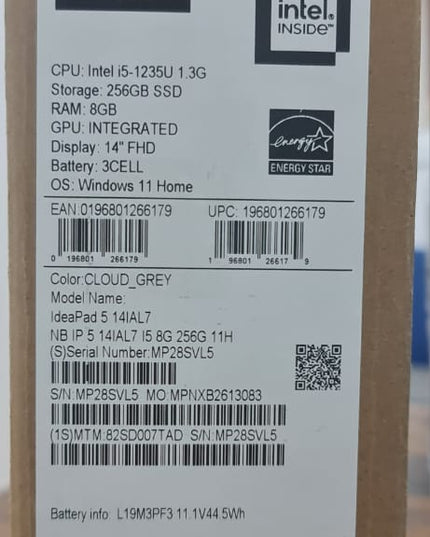 intel.
INSIDE™
CPU: Intel i5-1235U 1.3G
Storage: 256GB SSD
RAM: 8GB
GPU: INTEGRATED
Display: 14" FHD
Battery: 3CELL
OS: Windows 11 Home
energy
ENERGY STAR
EAN:0196801266179 UPC: 196801266179
0 196801 266179 1 96801 26617 9
Color:CLOUD_GREY
Model Name:
IdeaPad 5 14IAL7
NB IP 5 14IAL7 I5 8G 256G 11H
(S)Serial Number:MP28SVL5
S/N:MP28SVL5 MO:MPNXB2613083
(1S)MTM:82SD007TAD S/N:MP28SVL5
Battery info: L19M3PF3 11.1V44.5Wh